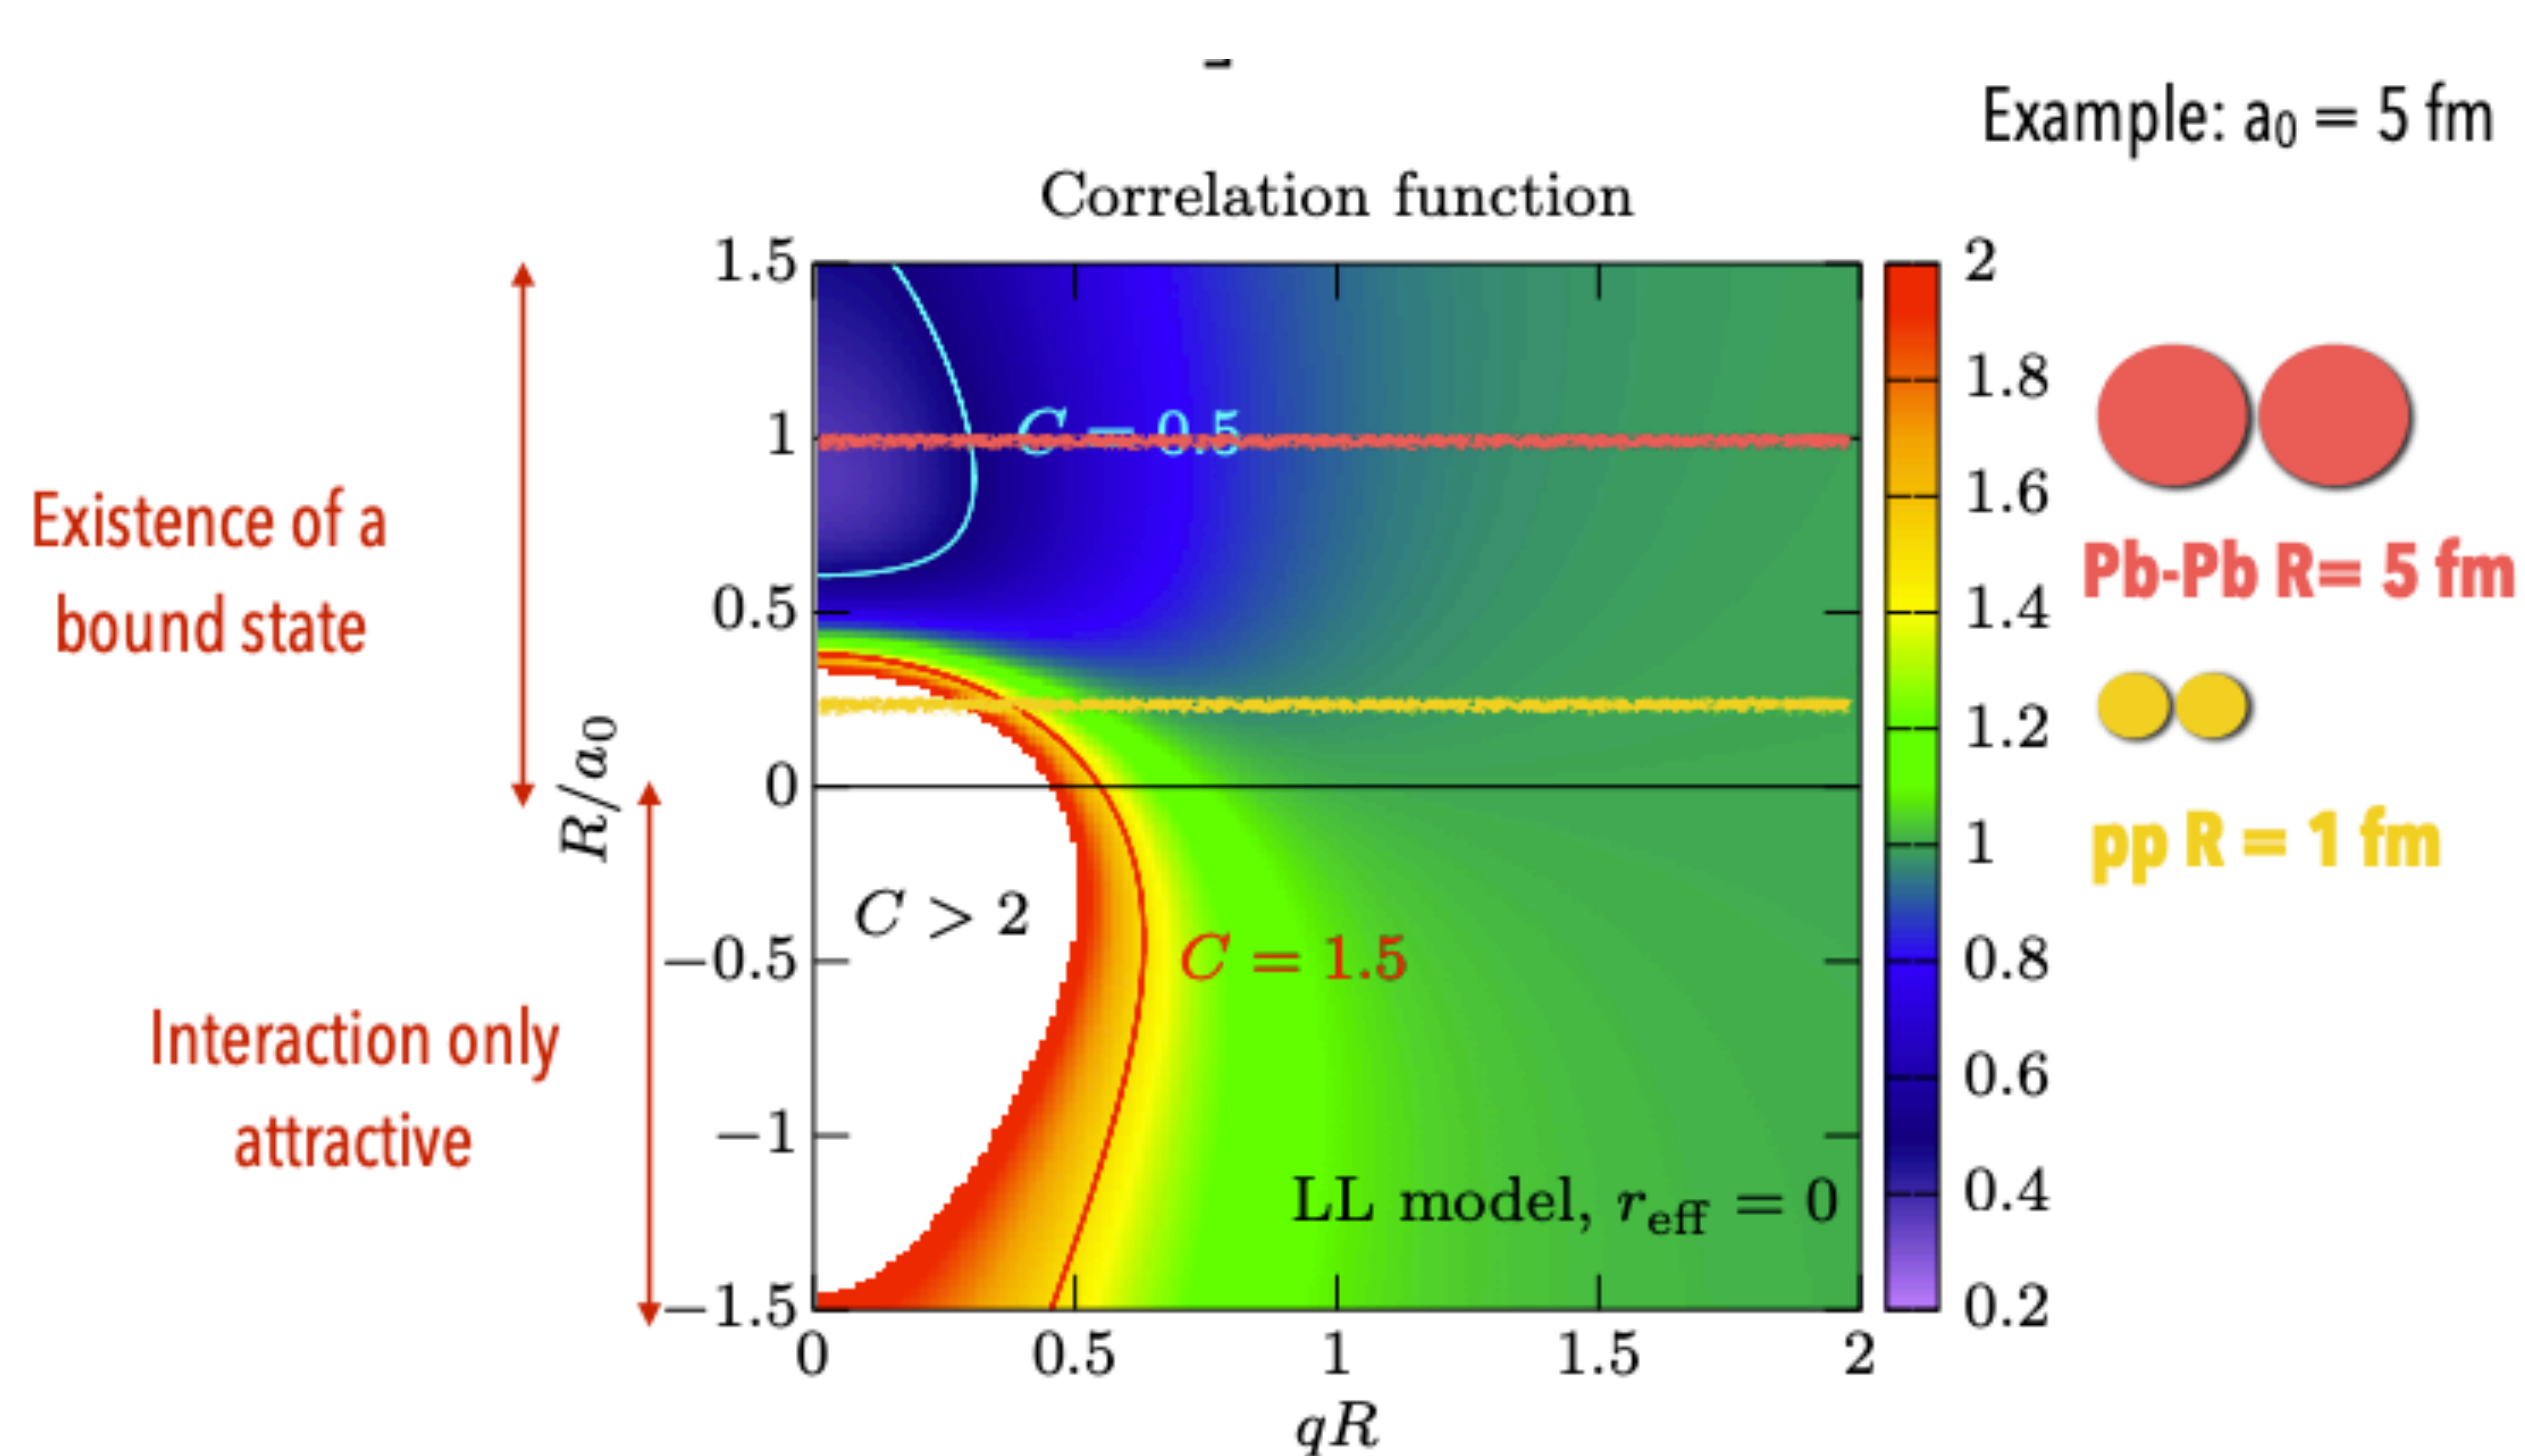 Example: a₀ = 5 fm
Correlation function
1.5
1
0.5
0
−0.5
−1
−1.5
R/a₀
0
0.5
1
1.5
2
qR
C = 0.5
C > 2
C = 1.5
LL model, r_eff = 0
2
1.8
1.6
1.4
1.2
1
0.8
0.6
0.4
0.2
Existence of a
bound state
Interaction only
attractive
Pb-Pb R= 5 fm
pp R = 1 fm